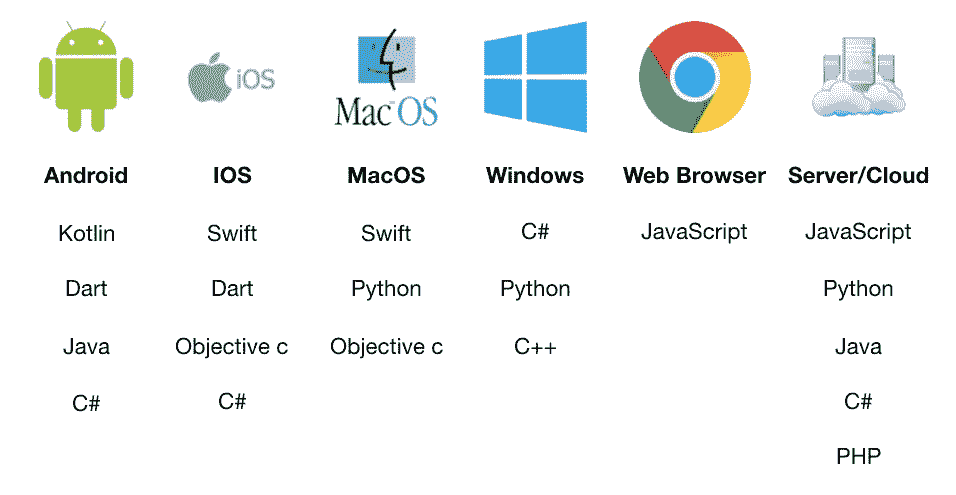 iOS
Mac OS
Android IOS MacOS Windows Web Browser Server/Cloud
Kotlin Swift Swift C# JavaScript JavaScript
Dart Dart Python Python Python
Java Objective c Objective c C++ Java
C# C# C#
PHP